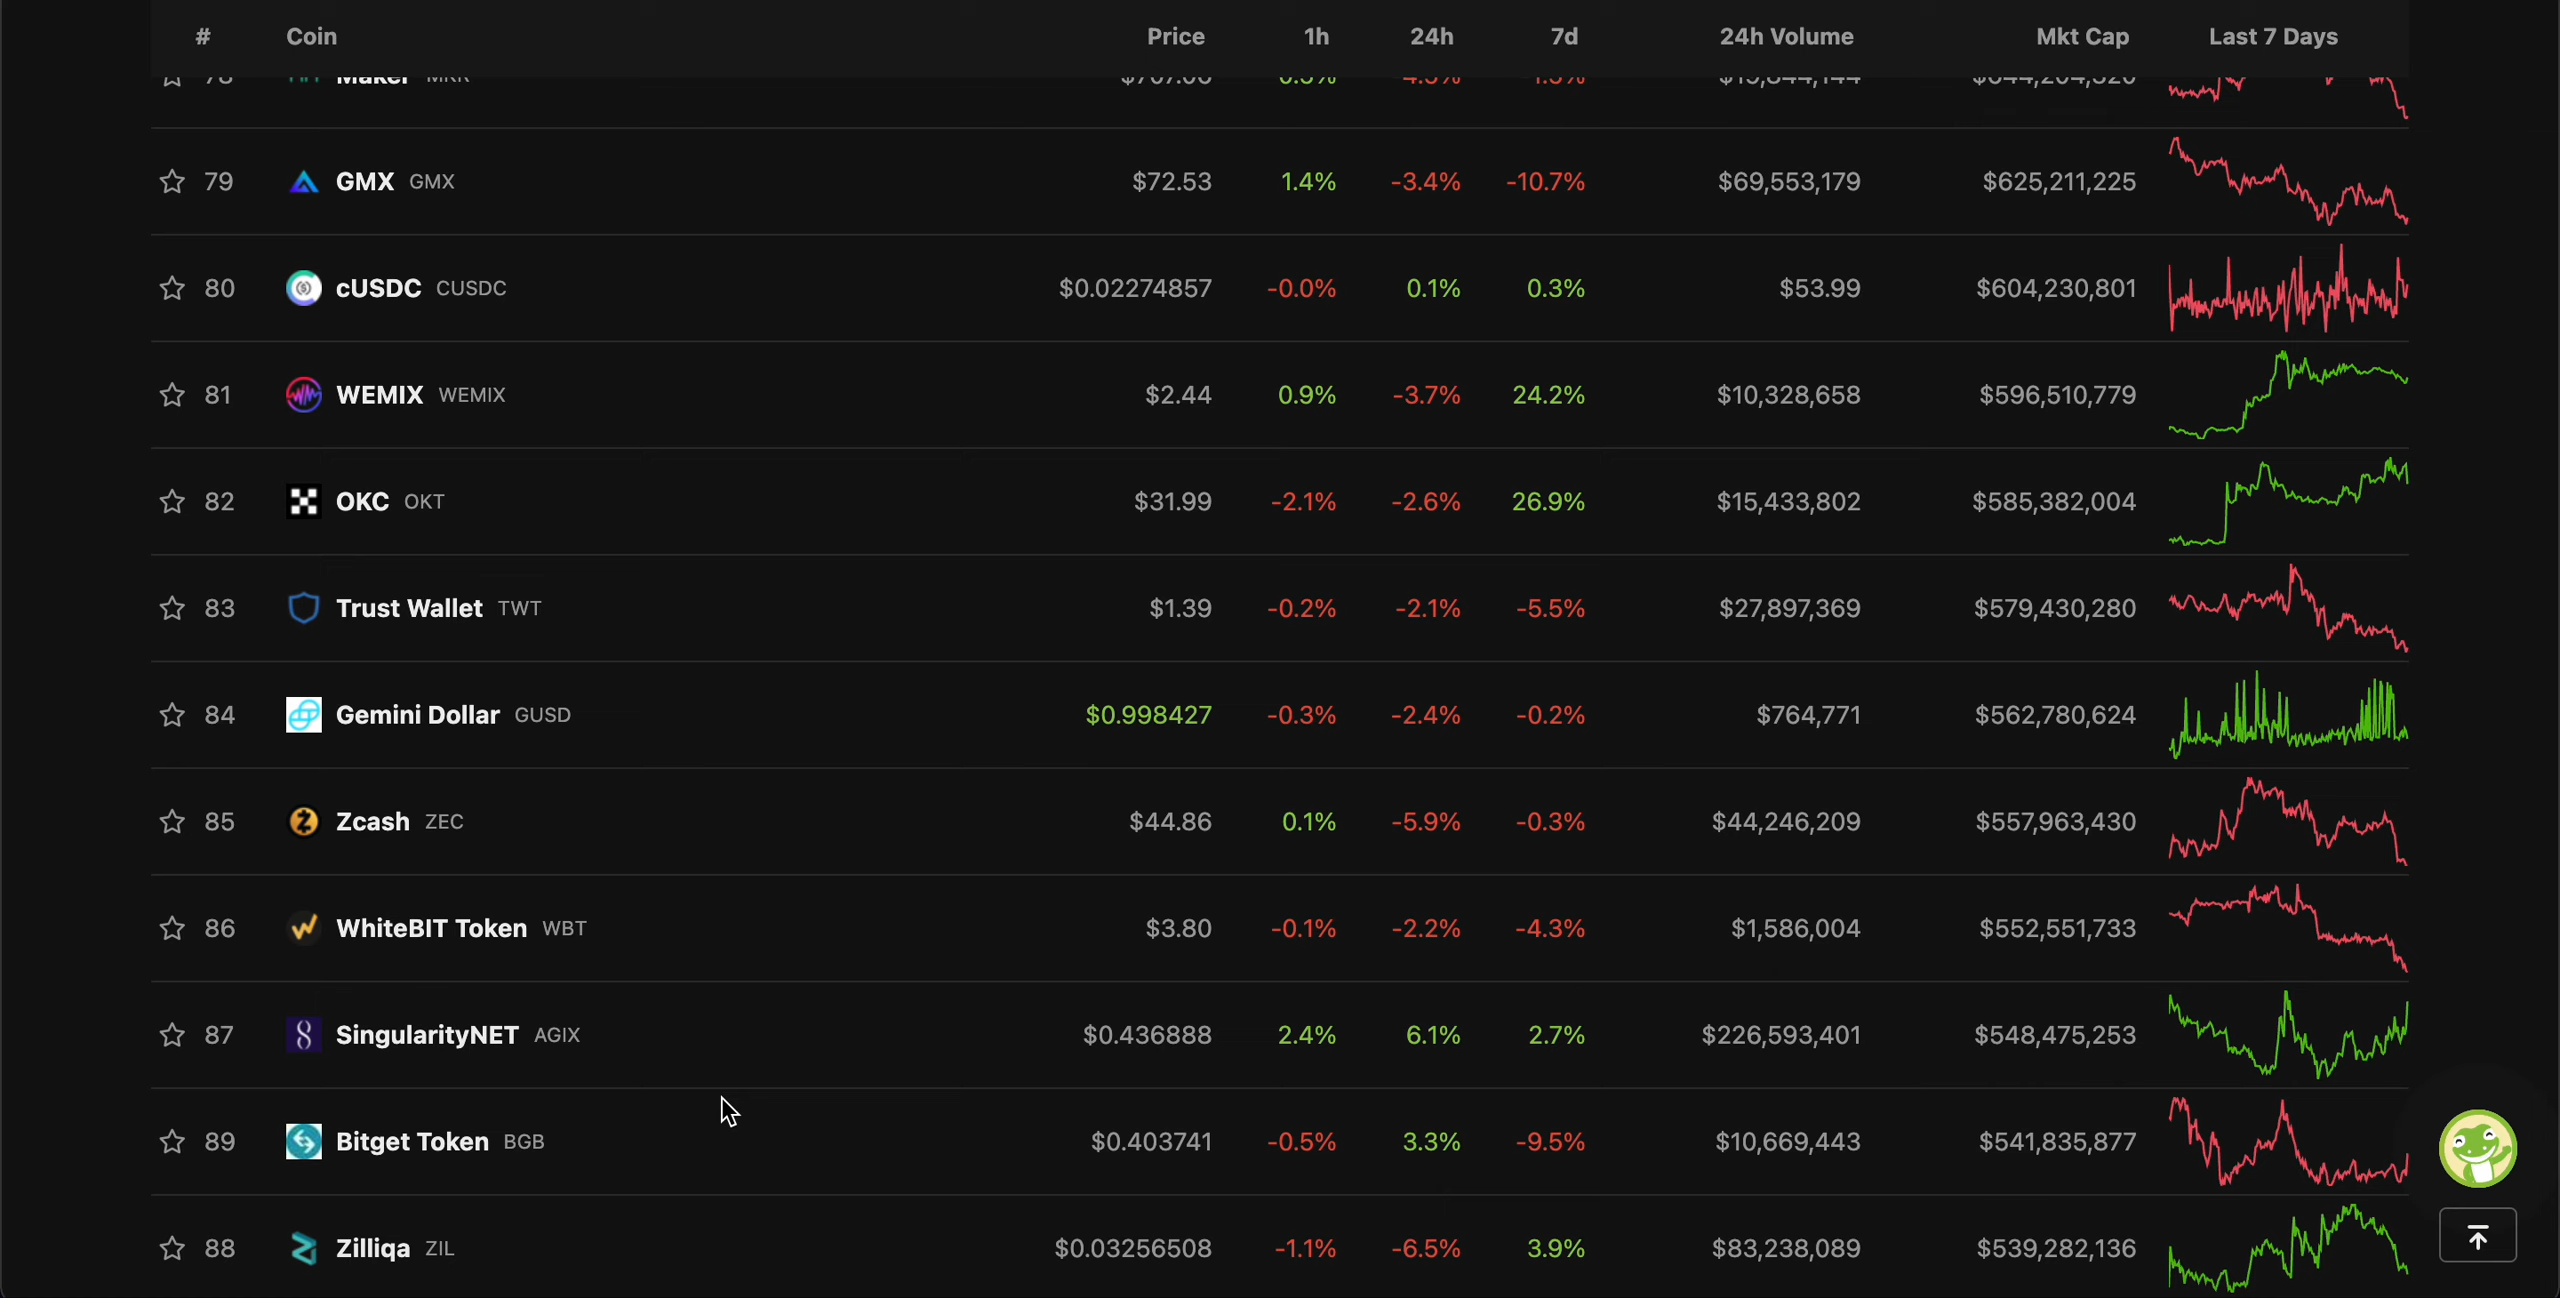 # Coin Price 1h 24h 7d 24h Volume Mkt Cap Last 7 Days
79 GMX GMX $72.53 1.4% -3.4% -10.7% $69,553,179 $625,211,225
80 cUSDC CUSDC $0.02274857 -0.0% 0.1% 0.3% $53.99 $604,230,801
81 WEMIX WEMIX $2.44 0.9% -3.7% 24.2% $10,328,658 $596,510,779
82 OKC OKT $31.99 -2.1% -2.6% 26.9% $15,433,802 $585,382,004
83 Trust Wallet TWT $1.39 -0.2% -2.1% -5.5% $27,897,369 $579,430,280
84 Gemini Dollar GUSD $0.998427 -0.3% -2.4% -0.2% $764,771 $562,780,624
85 Zcash ZEC $44.86 0.1% -5.9% -0.3% $44,246,209 $557,963,430
86 WhiteBIT Token WBT $3.80 -0.1% -2.2% -4.3% $1,586,004 $552,551,733
87 SingularityNET AGIX $0.436888 2.4% 6.1% 2.7% $226,593,401 $548,475,253
89 Bitget Token BGB $0.403741 -0.5% 3.3% -9.5% $10,669,443 $541,835,877
88 Zilliqa ZIL $0.03256508 -1.1% -6.5% 3.9% $83,238,089 $539,282,136